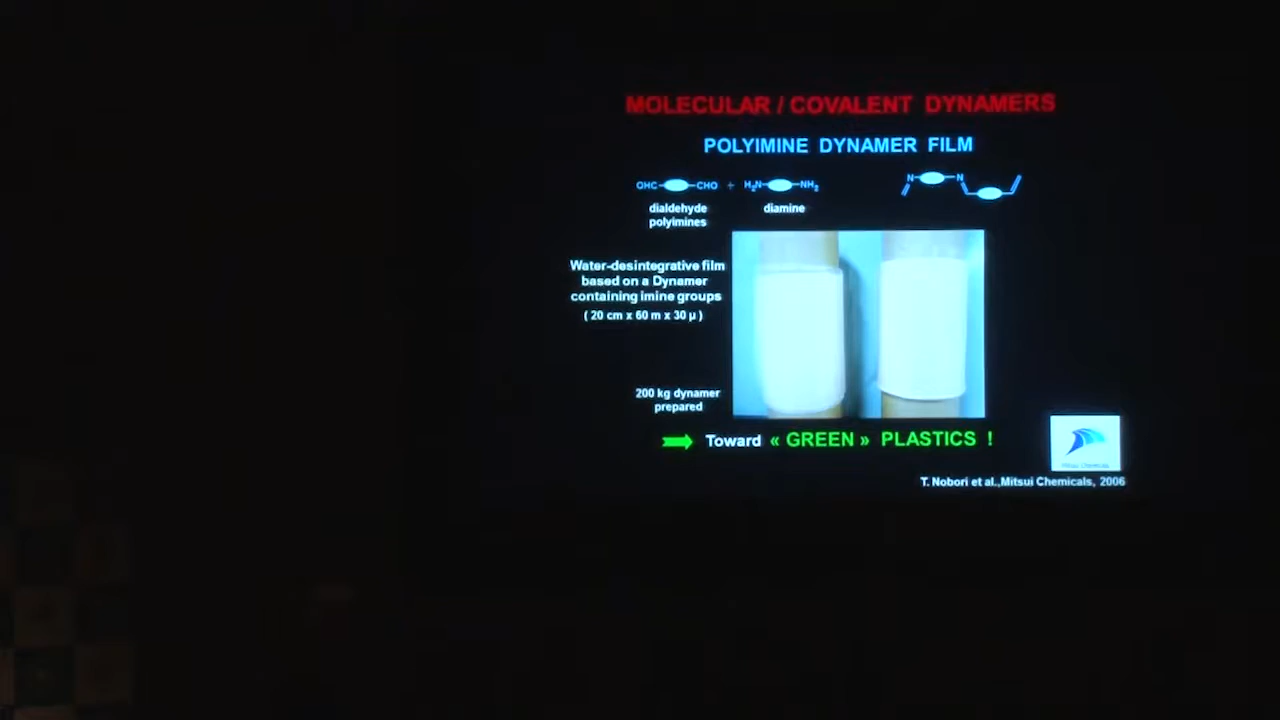 MOLECULAR / COVALENT DYNAMERS
POLYIMINE DYNAMER FILM
OHC CHO + H₂N NH₂
N N
dialdehyde diamine
polyimines
Water-desintegrative film
based on a Dynamer
containing imine groups
( 20 cm x 60 m x 30 µ )
200 kg dynamer
prepared
Toward « GREEN » PLASTICS !
Mitsui Chemicals
T. Nobori et al.,Mitsui Chemicals, 2006